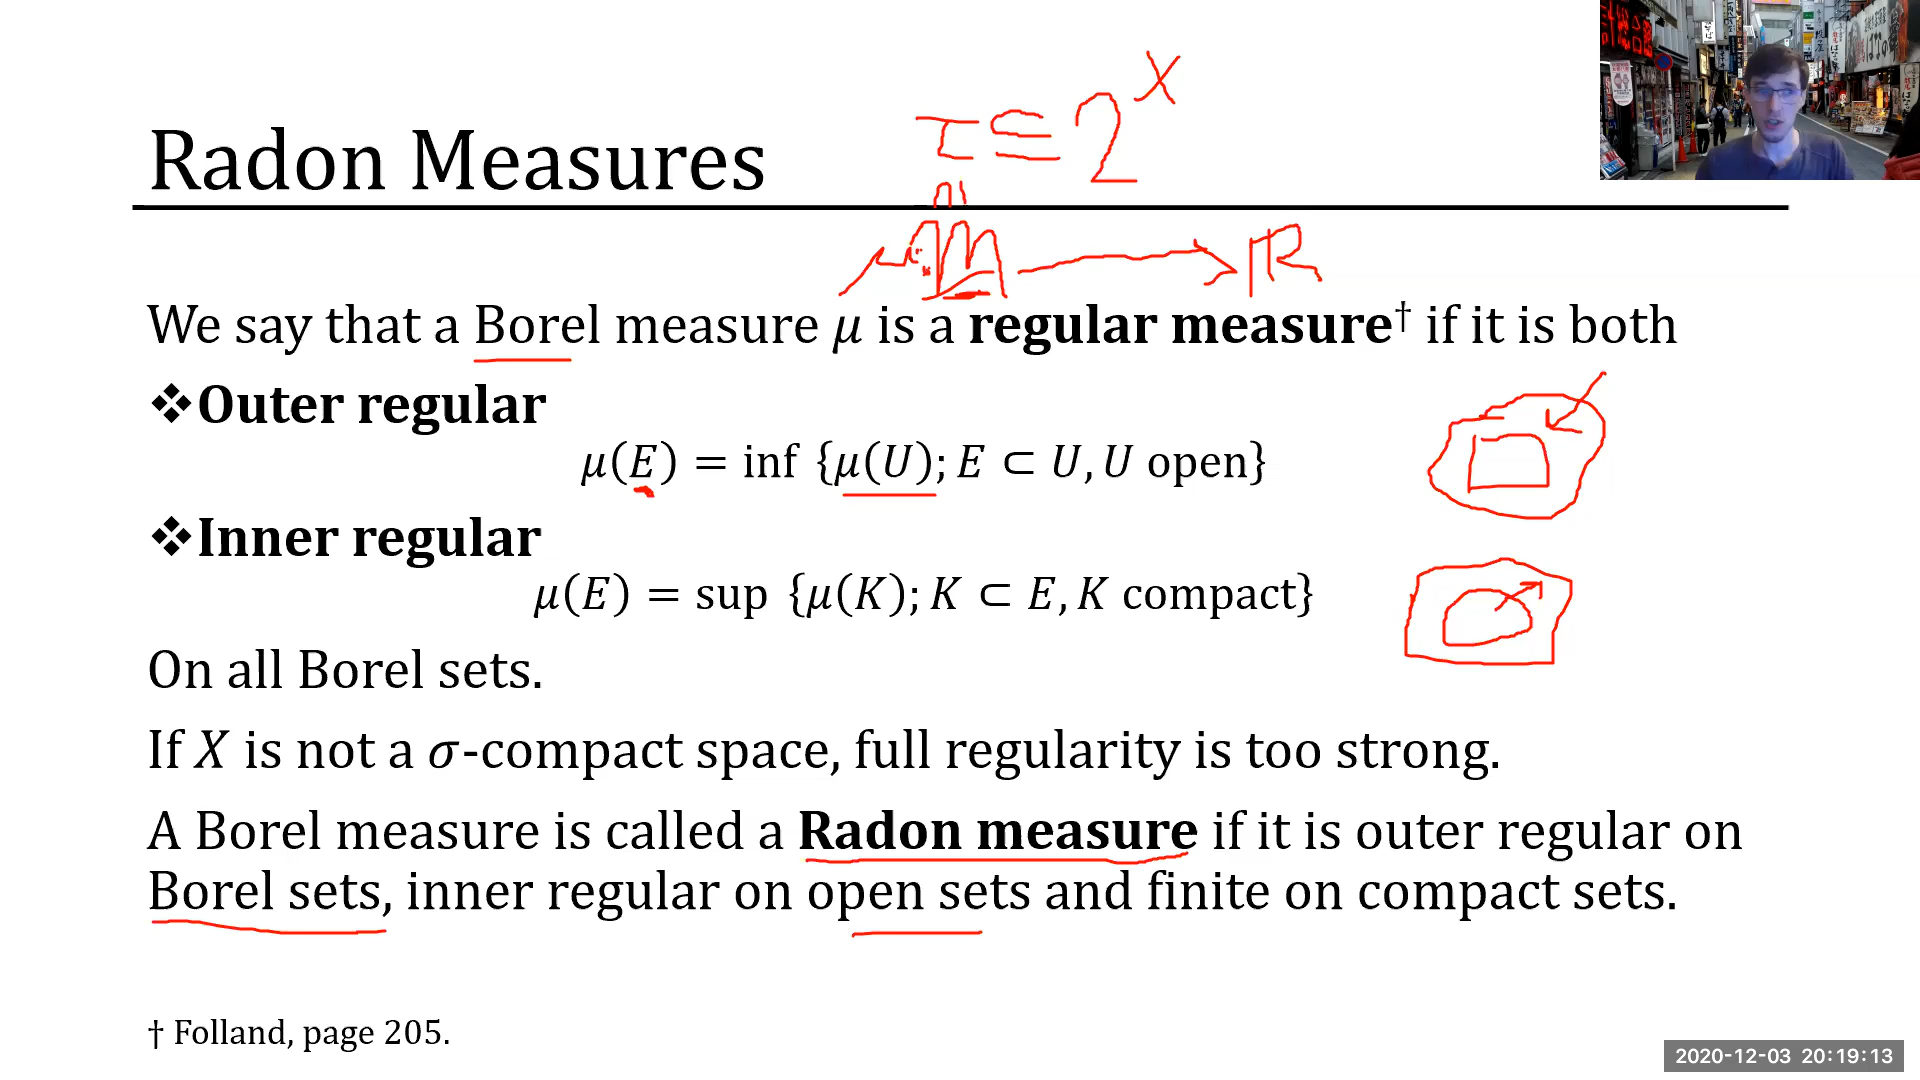 Radon Measures
τ ⊆ 2^X
∩|
μ: 𝓜 → ℝ
We say that a Borel measure μ is a regular measure† if it is both
❖Outer regular
μ(E) = inf {μ(U); E ⊂ U, U open}
❖Inner regular
μ(E) = sup {μ(K); K ⊂ E, K compact}
On all Borel sets.
If X is not a σ-compact space, full regularity is too strong.
A Borel measure is called a Radon measure if it is outer regular on
Borel sets, inner regular on open sets and finite on compact sets.
† Folland, page 205.
2020-12-03 20:19:13